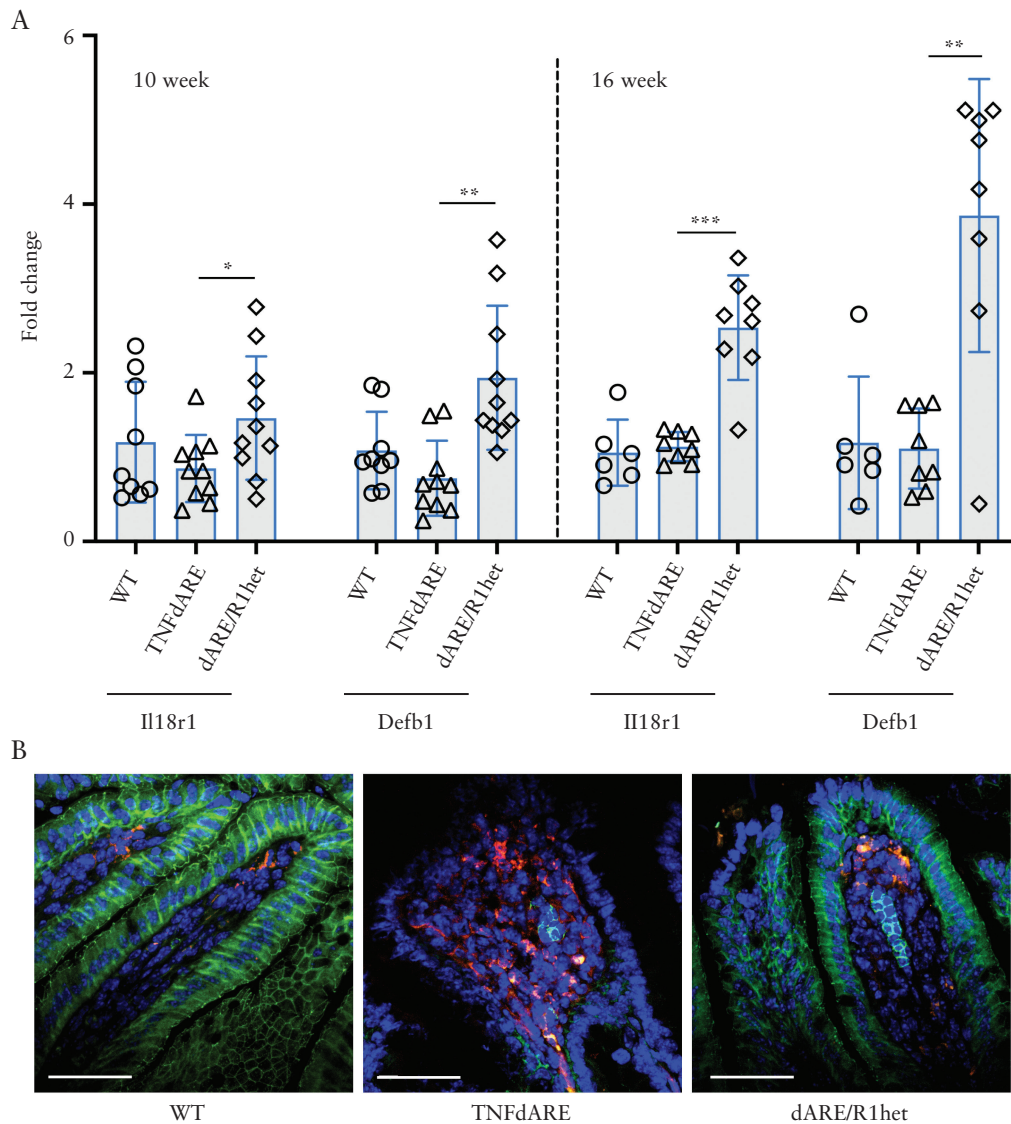 A
6
4
2
0
Fold change
10 week
16 week
*
**
***
**
WT
TNFdARE
dARE/R1het
WT
TNFdARE
dARE/R1het
WT
TNFdARE
dARE/R1het
WT
TNFdARE
dARE/R1het
Il18r1
Defb1
II18r1
Defb1
B
WT
TNFdARE
dARE/R1het